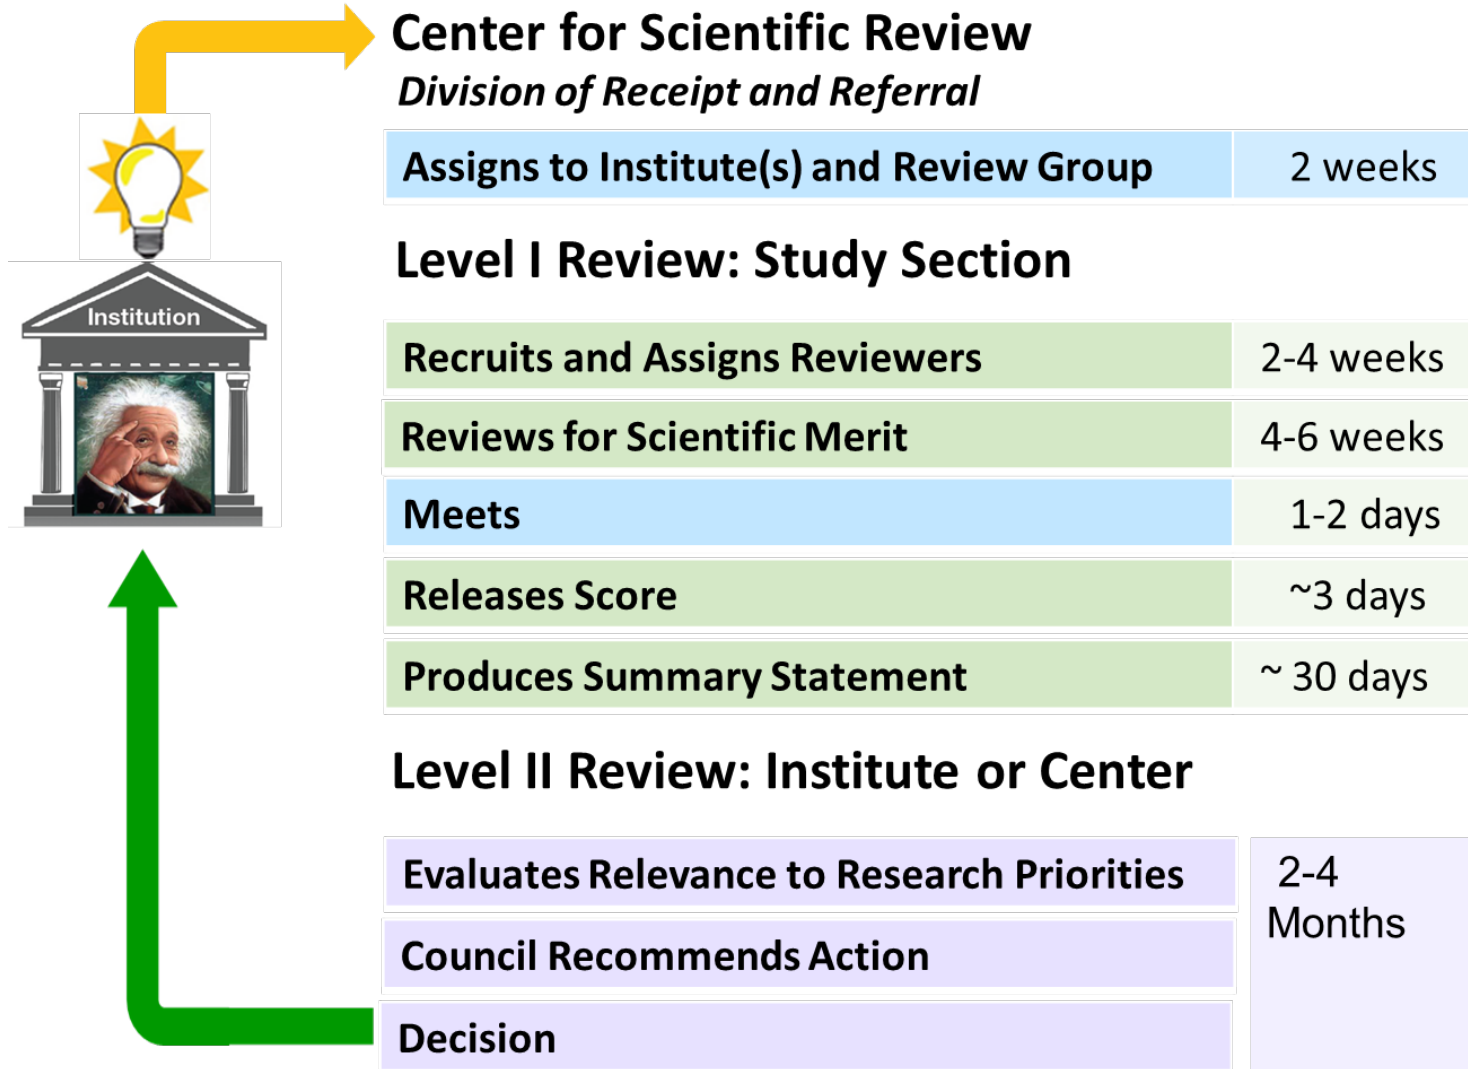 Center for Scientific Review
Division of Receipt and Referral
Assigns to Institute(s) and Review Group 2 weeks
Institution
Level I Review: Study Section
Recruits and Assigns Reviewers 2-4 weeks
Reviews for Scientific Merit 4-6 weeks
Meets 1-2 days
Releases Score ~3 days
Produces Summary Statement ~ 30 days
Level II Review: Institute or Center
Evaluates Relevance to Research Priorities 2-4
Months
Council Recommends Action
Decision